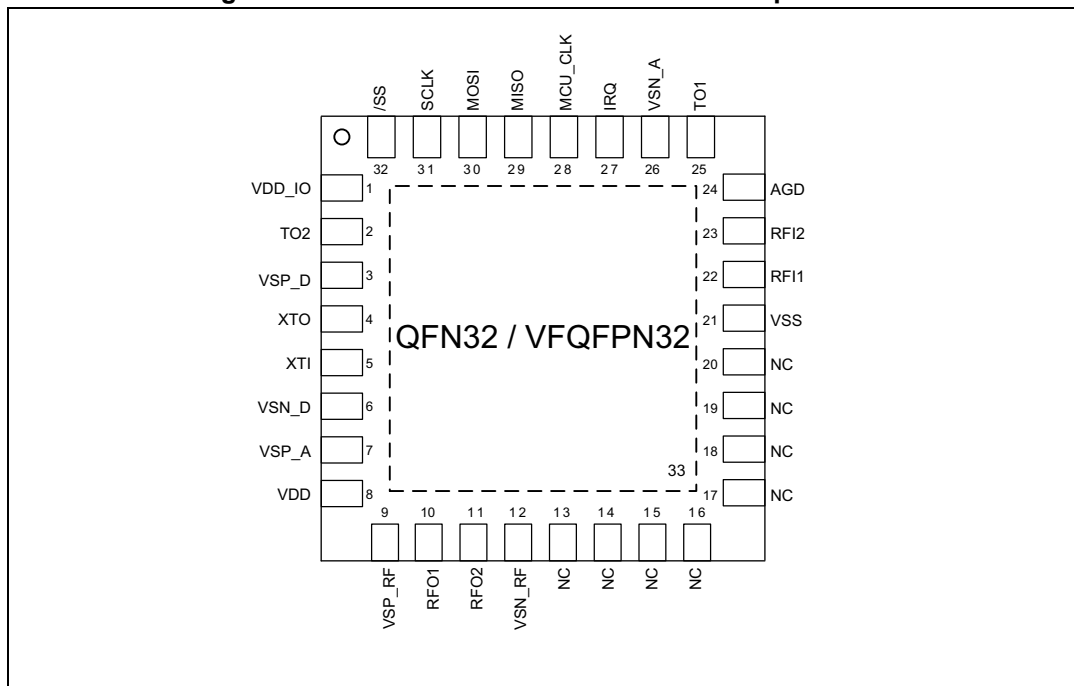 /SS
SCLK
MOSI
MISO
MCU_CLK
IRQ
VSN_A
TO1
32 31 30 29 28 27 26 25
VDD_IO 1
TO2 2
VSP_D 3
XTO 4
XTI 5
VSN_D 6
VSP_A 7
VDD 8
QFN32 / VFQFPN32
24 AGD
23 RFI2
22 RFI1
21 VSS
20 NC
19 NC
18 NC
17 NC
33
9 10 11 12 13 14 15 16
VSP_RF
RFO1
RFO2
VSN_RF
NC
NC
NC
NC